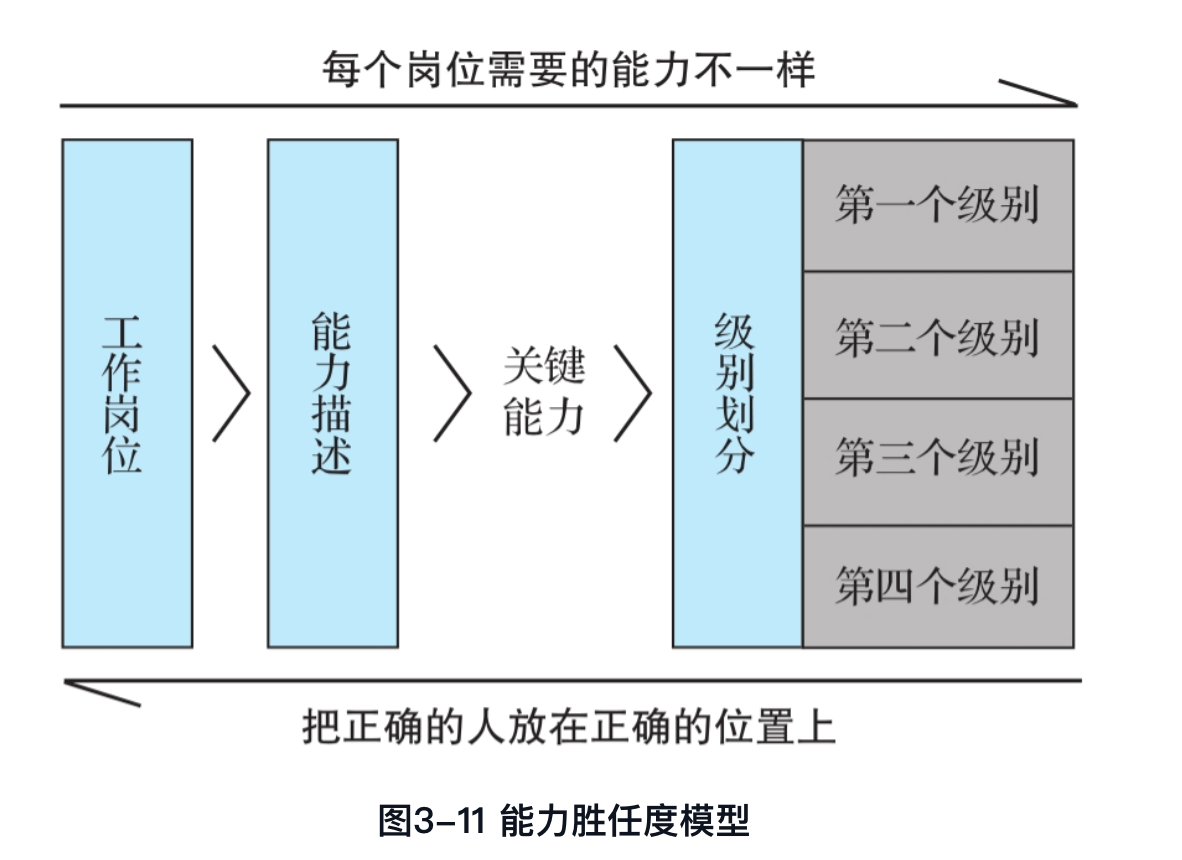 每个岗位需要的能力不一样
工作岗位
能力描述
关键
能力
级别划分
第一个级别
第二个级别
第三个级别
第四个级别
把正确的人放在正确的位置上
图3–11 能力胜任度模型